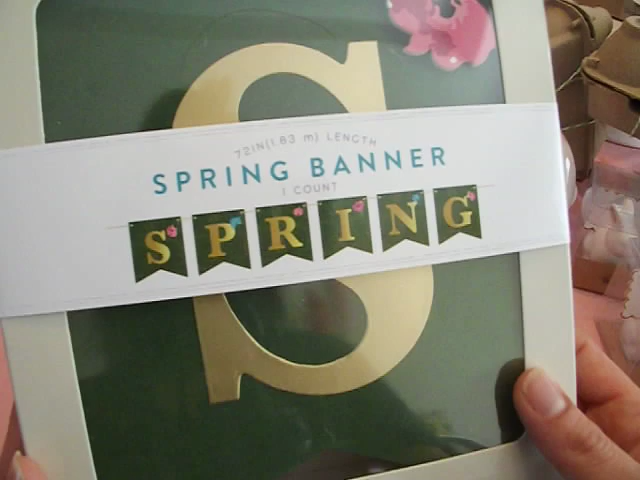 72IN(1.83 m) LENGTH
SPRING BANNER
1 COUNT
SPRING
S